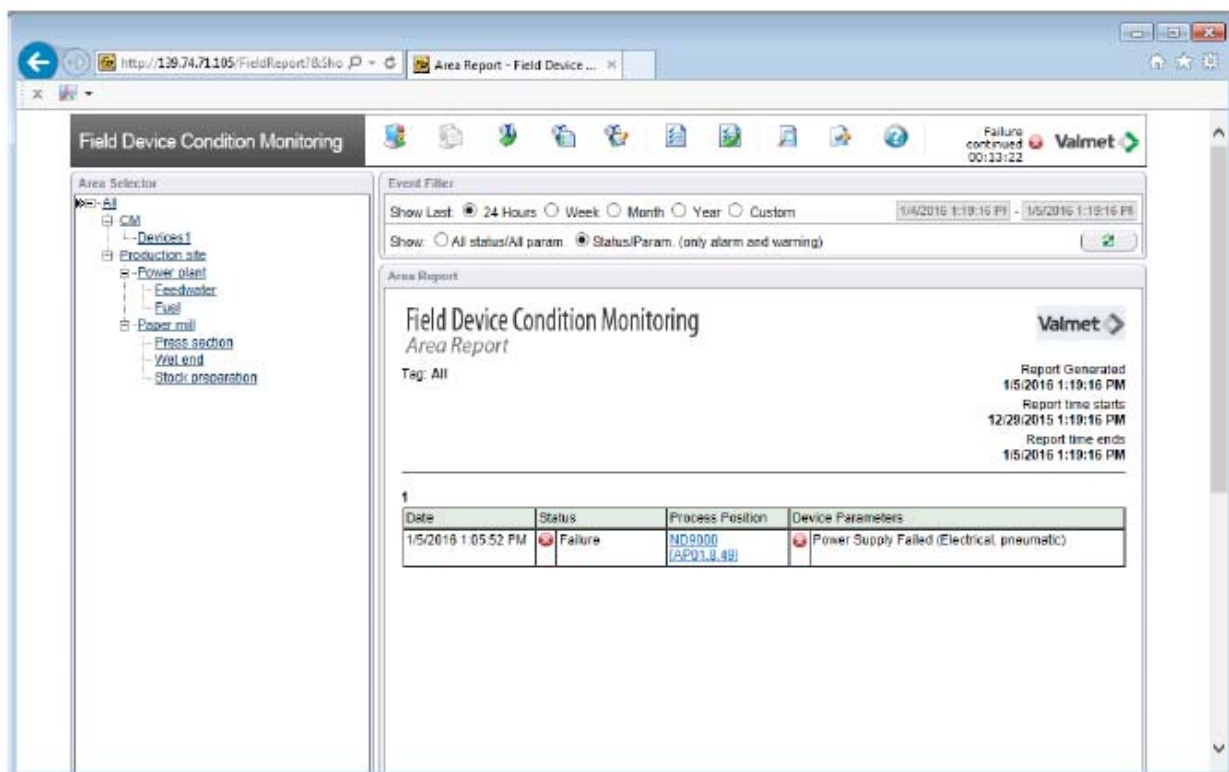 http://139.74.71.105/FieldReport?&Sho
Area Report - Field Device ...
Field Device Condition Monitoring
Failure
continued
00:13:22
Valmet
Area Selector
All
CM
Devices1
Production site
Power plant
Feedwater
Fuel
Paper mill
Press section
Wet end
Stock preparation
Event Filter
Show Last: 24 Hours Week Month Year Custom 1/4/2016 1:19:16 PM - 1/5/2016 1:19:16 PM
Show: All status/All param. Status/Param. (only alarm and warning)
Area Report
Field Device Condition Monitoring
Area Report
Valmet
Tag: All
Report Generated
1/5/2016 1:19:16 PM
Report time starts
12/29/2015 1:19:16 PM
Report time ends
1/5/2016 1:19:16 PM
1
Date Status Process Position Device Parameters
1/5/2016 1:05:52 PM Failure ND9000 Power Supply Failed (Electrical, pneumatic)
(AP01.8.49)